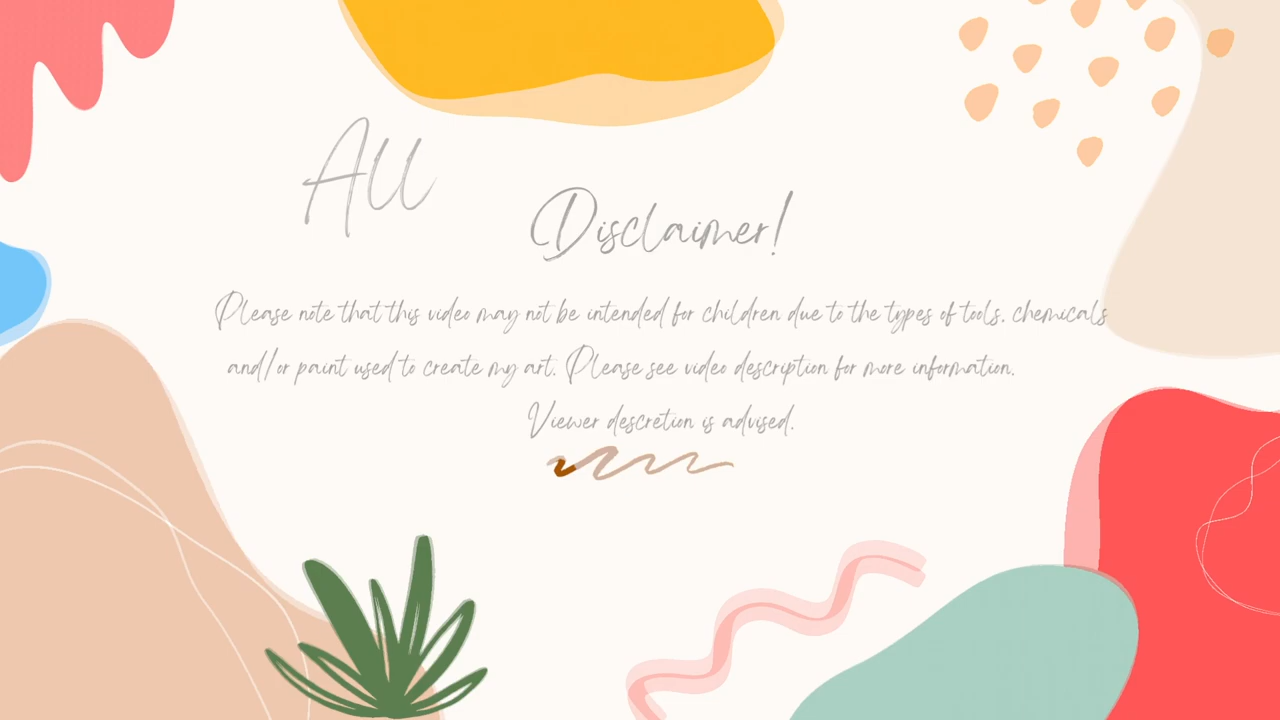 All
Disclaimer!
Please note that this video may not be intended for children due to the types of tools, chemicals
and/or paint used to create my art. Please see video description for more information.
Viewer descretion is advised.